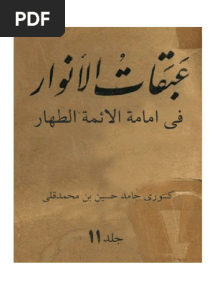 PDF
عبقات الأنوار
فی امامة الائمة الطهار
کنتوری حامد حسین بن محمدقلی
جلد ۱۱